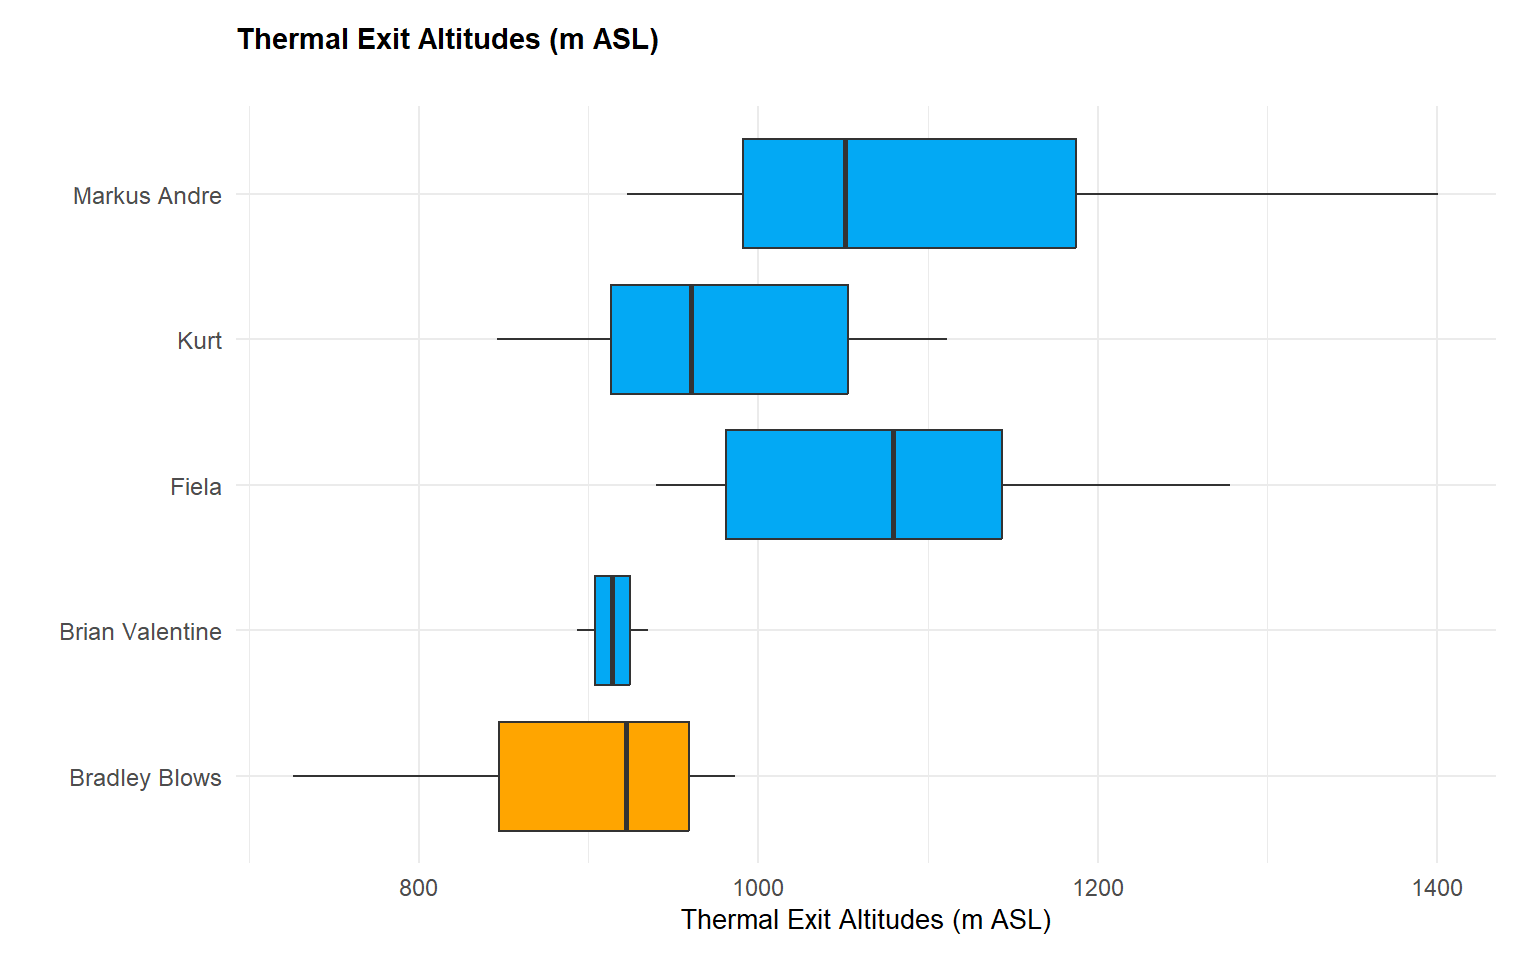 Thermal Exit Altitudes (m ASL)
Markus Andre
Kurt
Fiela
Brian Valentine
Bradley Blows
800
1000
1200
1400
Thermal Exit Altitudes (m ASL)